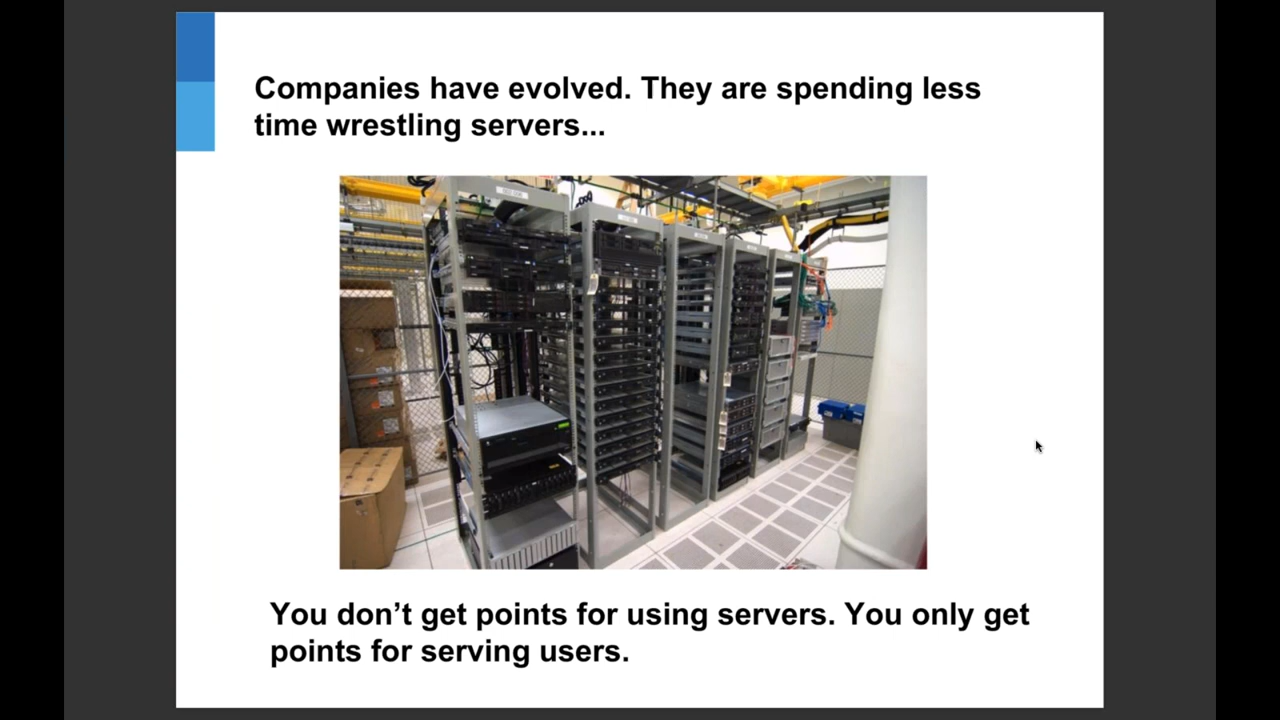 Companies have evolved. They are spending less
time wrestling servers...
You don’t get points for using servers. You only get
points for serving users.